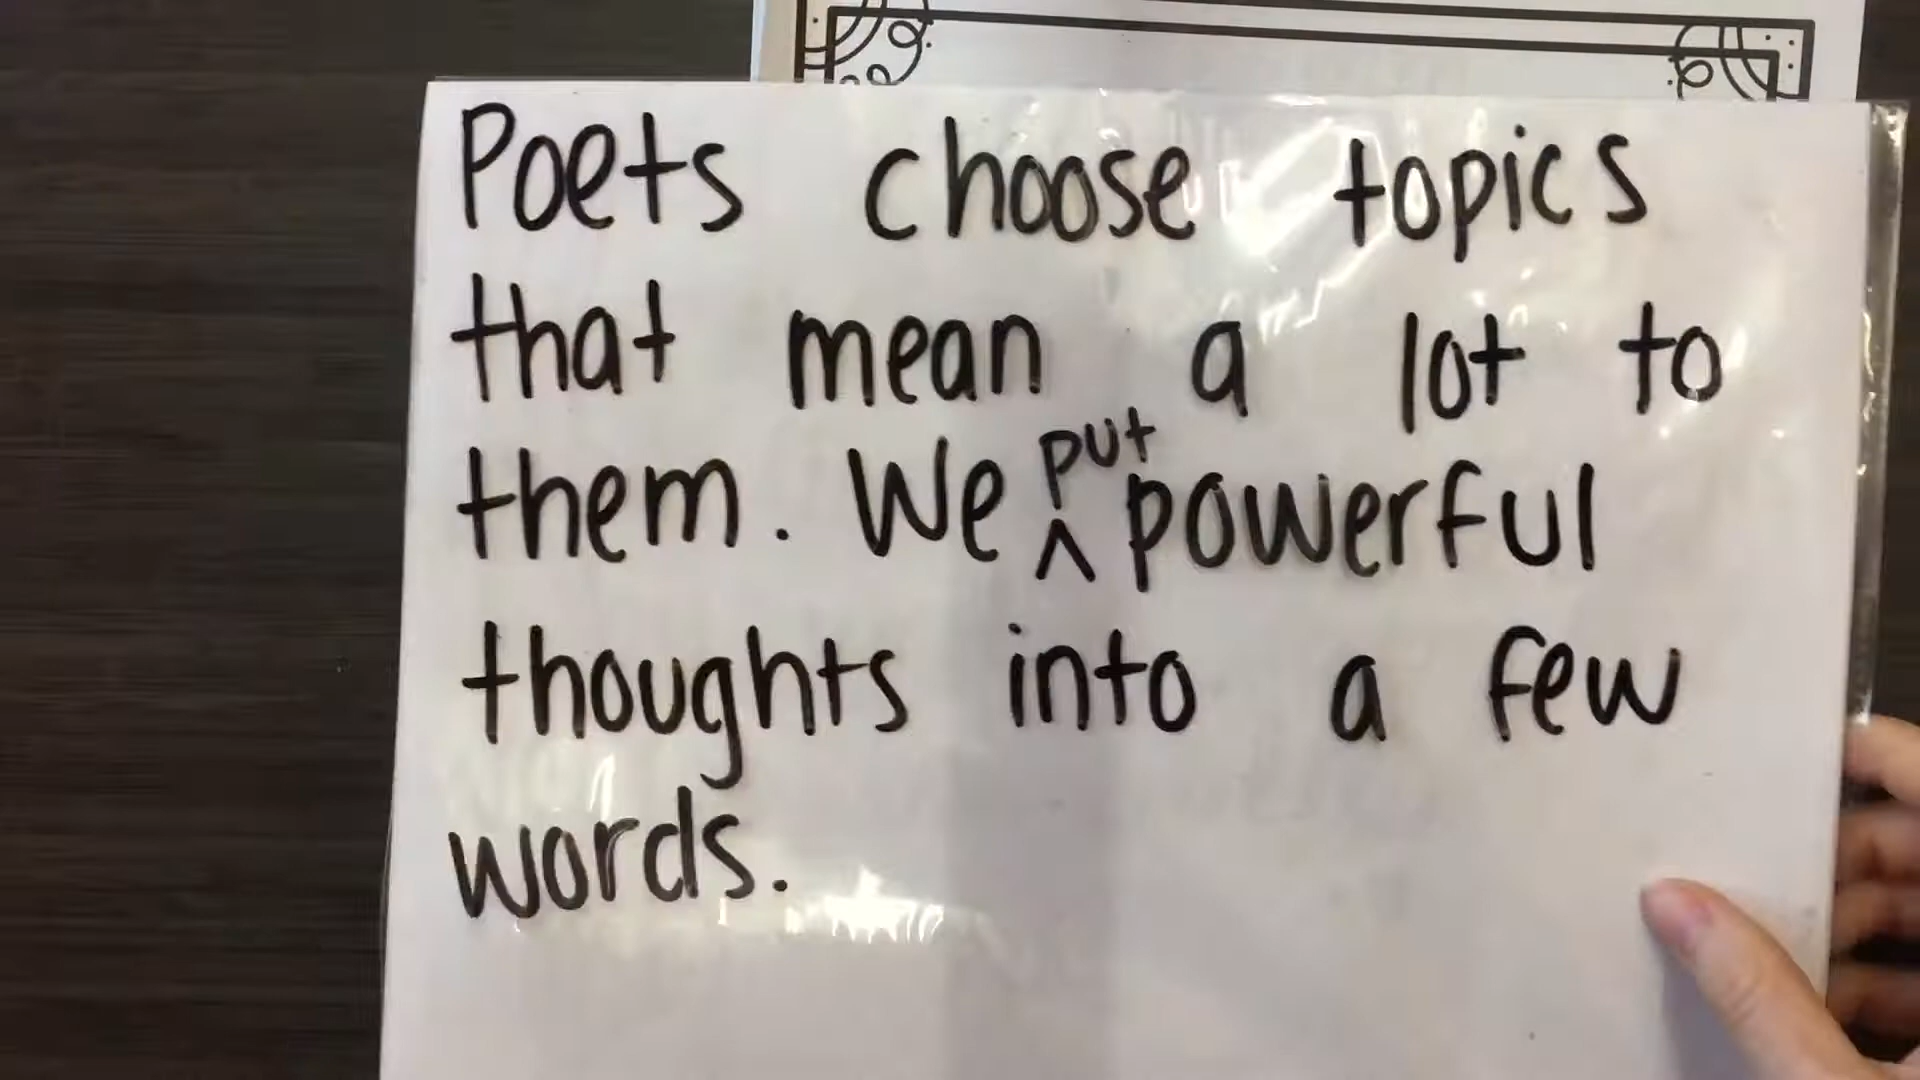 Poets choose topics
that mean a lot to
them. We put powerful
thoughts into a few
words.